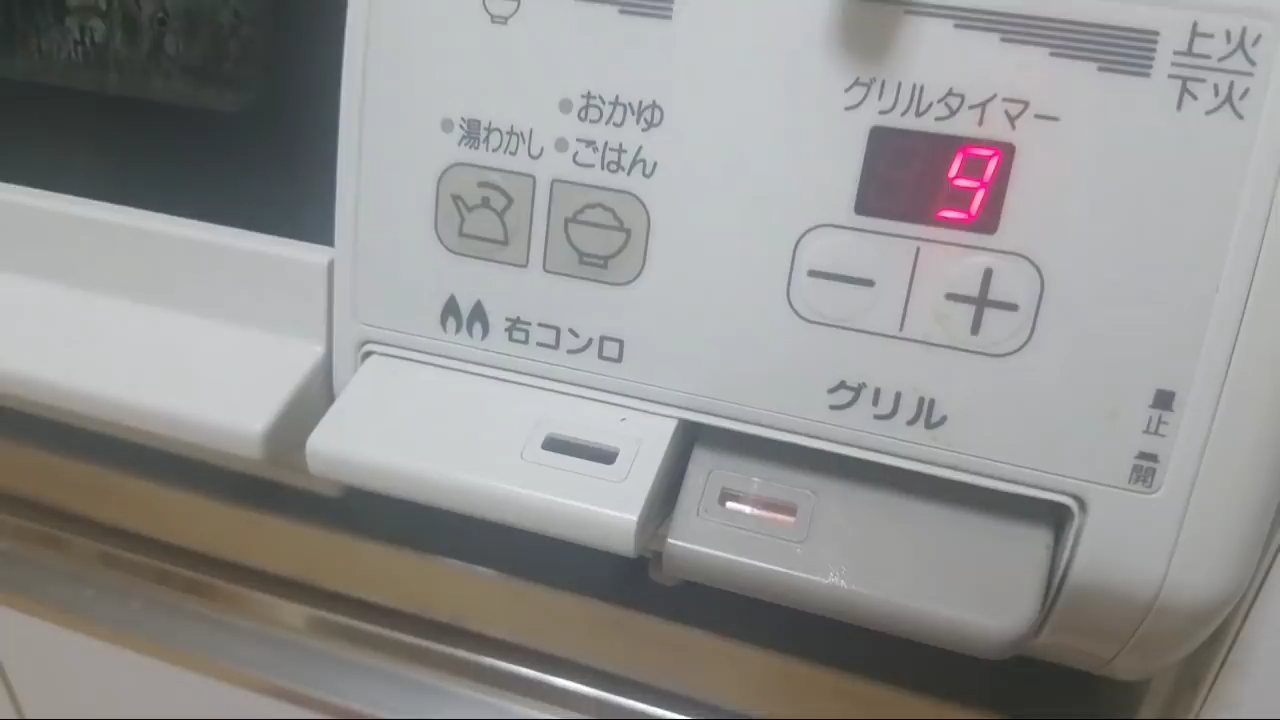 上火
下火
グリルタイマー
9
おかゆ
湯わかし
ごはん
− +
右コンロ
グリル
止
開